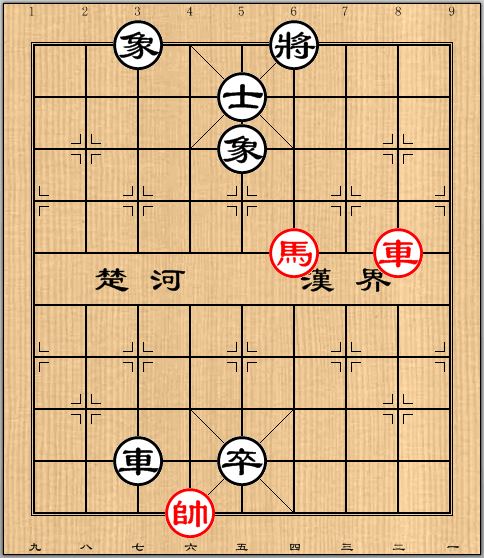 1 2 3 4 5 6 7 8 9
象 將
士
象
馬 車
楚 河 漢 界
車 卒
帥
九 八 七 六 五 四 三 二 一